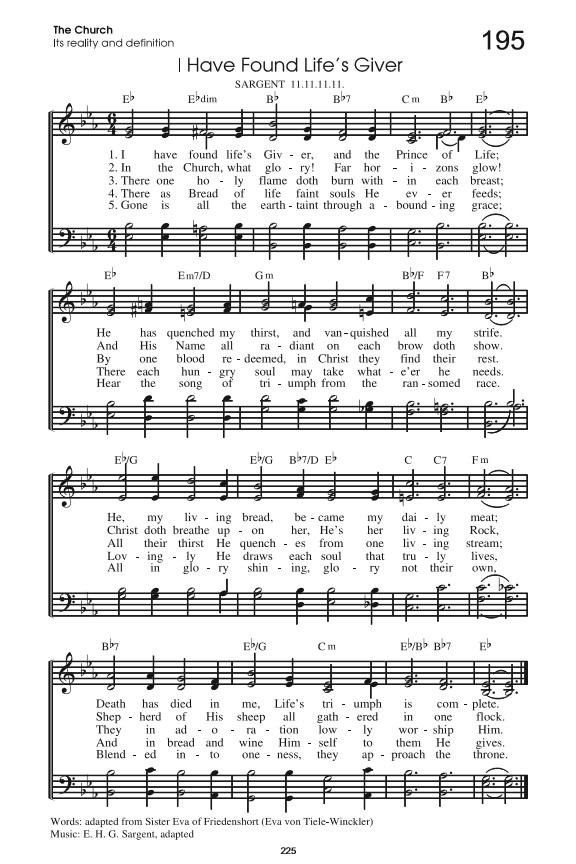 The Church
Its reality and definition
195
I Have Found Life's Giver
SARGENT 11.11.11.11.
E♭ E♭dim B♭ B♭7 C m B♭ E♭
1. I have found life's Giv - er, and the Prince of Life;
2. In the Church, what glo - ry! Far hor - i - zons glow!
3. There one ho - ly flame doth burn with - in each breast;
4. There as Bread of life faint souls He ev - er feeds;
5. Gone is all the earth - taint through a - bound - ing grace;
E♭ E m7/D G m B♭/F F7 B♭
He has quenched my thirst, and van - quished all my strife.
And His Name all ra - diant on each brow doth show.
By one blood re - deemed, in Christ they find their rest.
There each hun - gry soul may take what - e'er he needs.
Hear the song of tri - umph from the ran - somed race.
E♭/G E♭/G B♭7/D E♭ C C7 F m
He, my liv - ing bread, be - came my dai - ly meat;
Christ doth breathe up - on her, He's her liv - ing Rock,
All their thirst He quench - es from one liv - ing stream;
Lov - ing - ly He draws each soul that tru - ly lives,
All in glo - ry shin - ing, glo - ry not their own,
B♭7 E♭/G C m E♭/B♭ B♭7 E♭
Death has died in me, Life's tri - umph is com - plete.
Shep - herd of His sheep all gath - ered in one flock.
They in ad - o - ra - tion low - ly wor - ship Him.
And in bread and wine Him - self to them He gives.
Blend - ed in - to one - ness, they ap - proach the throne.
Words: adapted from Sister Eva of Friedenshort (Eva von Tiele-Winckler)
Music: E. H. G. Sargent, adapted
225